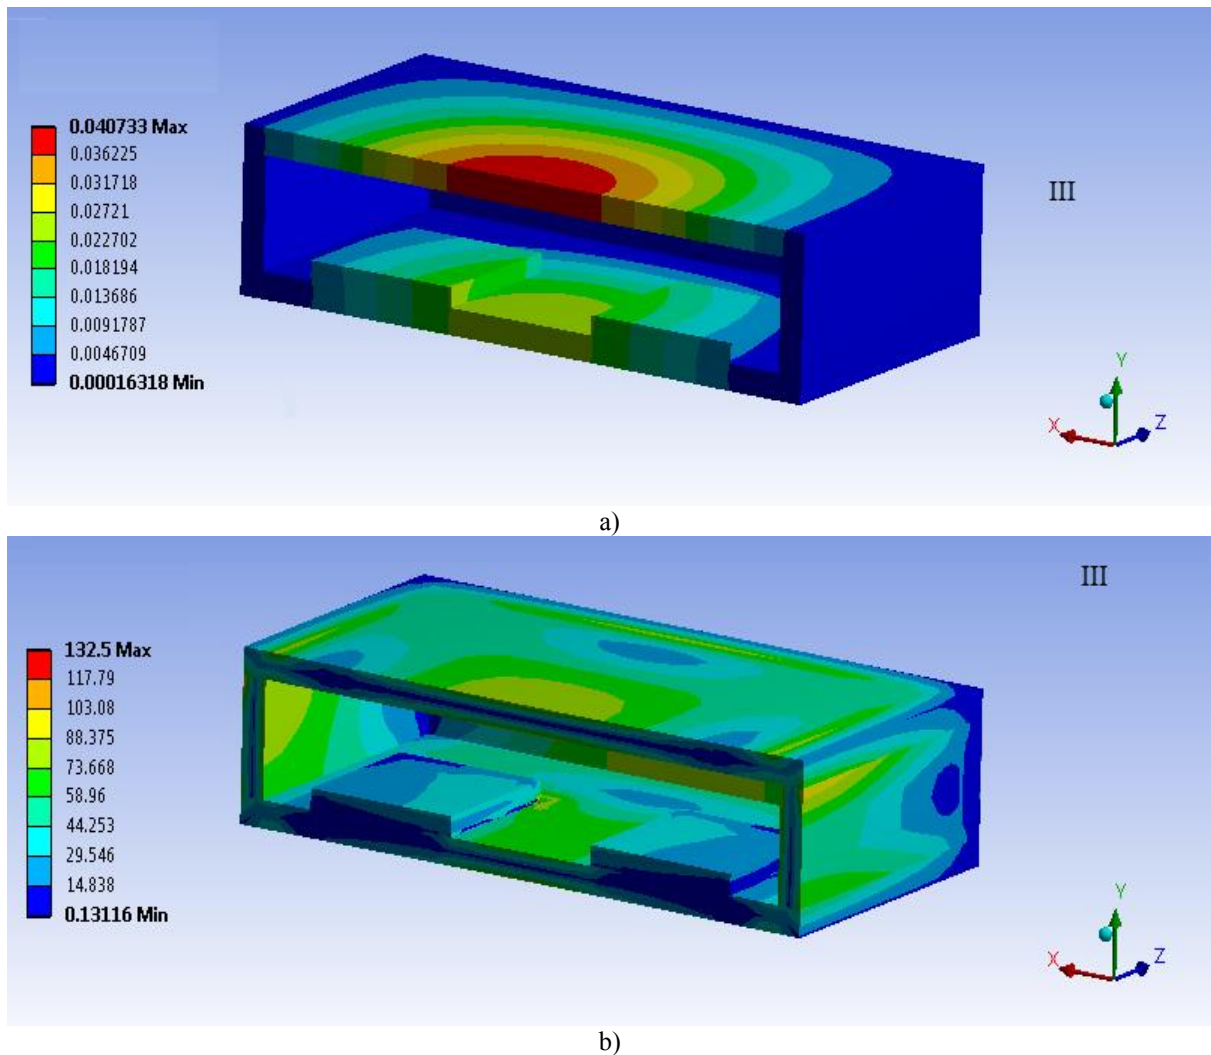 0.040733 Max
0.036225
0.031718
0.02721
0.022702
0.018194
0.013686
0.0091787
0.0046709
0.00016318 Min
III
Y
X
Z
a)
III
132.5 Max
117.79
103.08
88.375
73.668
58.96
44.253
29.546
14.838
0.13116 Min
Y
X
Z
b)